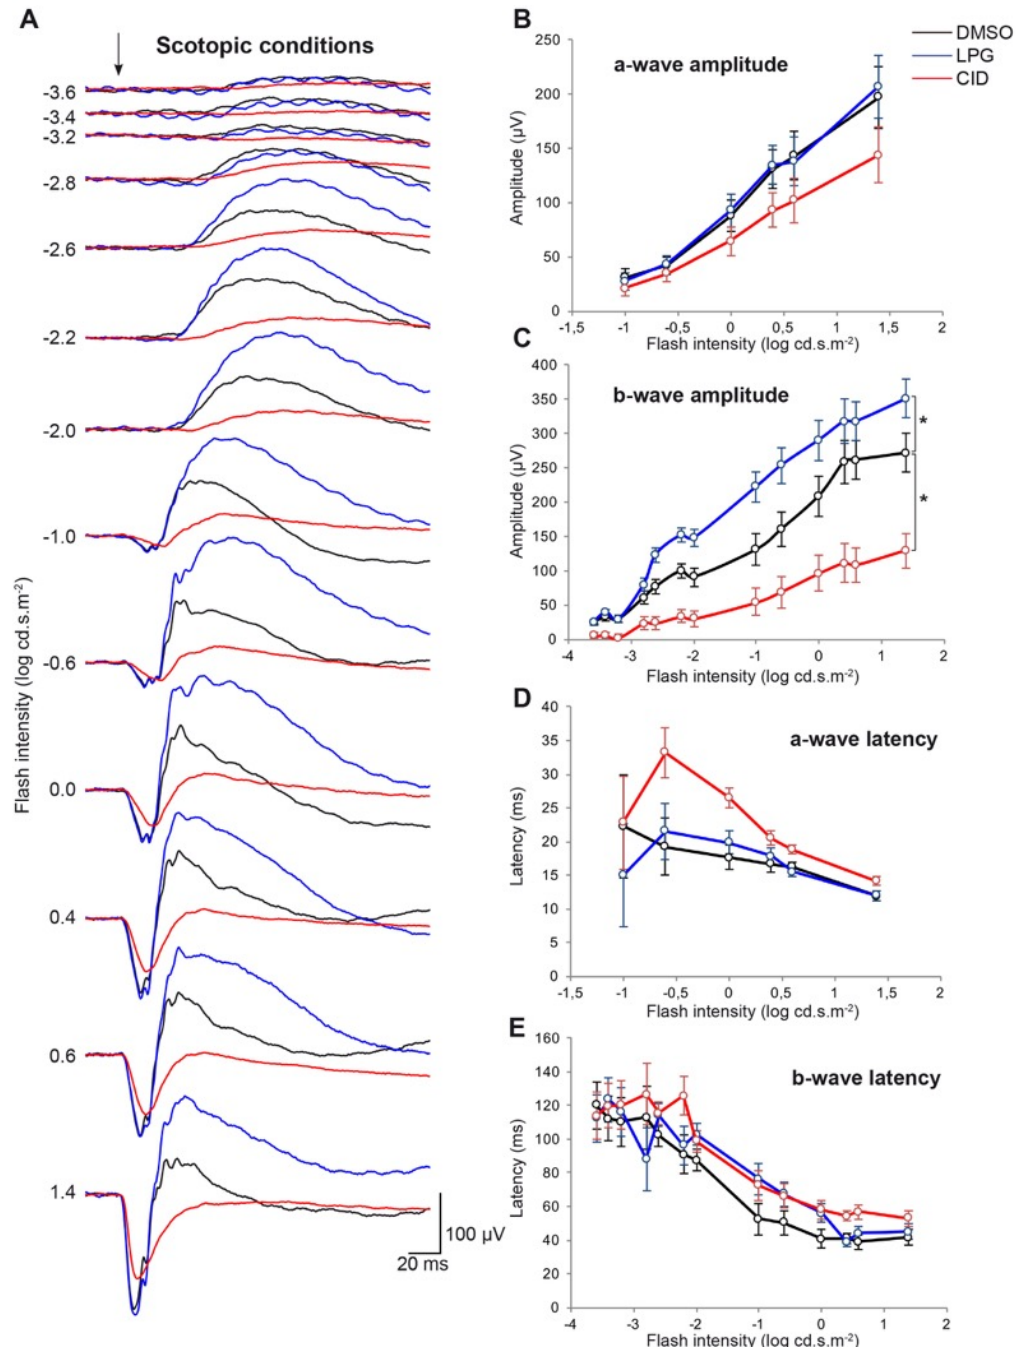 A
Scotopic conditions
-3.6
-3.4
-3.2
-2.8
-2.6
-2.2
-2.0
-1.0
-0.6
0.0
0.4
0.6
1.4
Flash intensity (log cd.s.m-2)
100 µV
20 ms
B
DMSO
LPG
CID
a-wave amplitude
250
200
150
100
50
0
Amplitude (µV)
-1,5 -1 -0,5 0 0,5 1 1,5 2
Flash intensity (log cd.s.m-2)
C
b-wave amplitude
400
350
300
250
200
150
100
50
0
Amplitude (µV)
*
*
-4 -3 -2 -1 0 1 2
Flash intensity (log cd.s.m-2)
D
a-wave latency
40
35
30
25
20
15
10
5
0
Latency (ms)
-1,5 -1 -0,5 0 0,5 1 1,5 2
Flash intensity (log cd.s.m-2)
E
b-wave latency
160
140
120
100
80
60
40
20
0
Latency (ms)
-4 -3 -2 -1 0 1 2
Flash intensity (log cd.s.m-2)